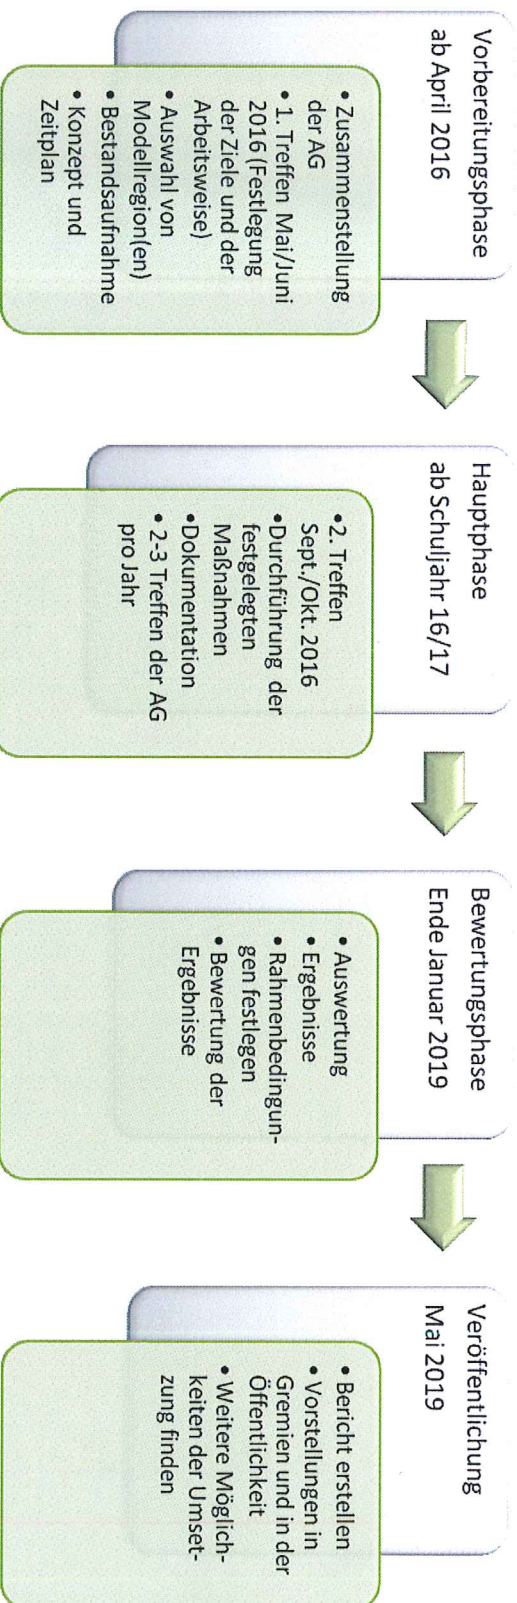 Vorbereitungsphase
ab April 2016
• Zusammenstellung
der AG
• 1. Treffen Mai/Juni
2016 (Festlegung
der Ziele und der
Arbeitsweise)
• Auswahl von
Modellregion(en)
• Bestandsaufnahme
• Konzept und
Zeitplan
Hauptphase
ab Schuljahr 16/17
•2. Treffen
Sept./Okt. 2016
•Durchführung der
festgelegten
Maßnahmen
•Dokumentation
• 2-3 Treffen der AG
pro Jahr
Bewertungsphase
Ende Januar 2019
• Auswertung
• Ergebnisse
• Rahmenbedingun-
gen festlegen
• Bewertung der
Ergebnisse
Veröffentlichung
Mai 2019
• Bericht erstellen
• Vorstellungen in
Gremien und in der
Öffentlichkeit
• Weitere Möglich-
keiten der Umset-
zung finden